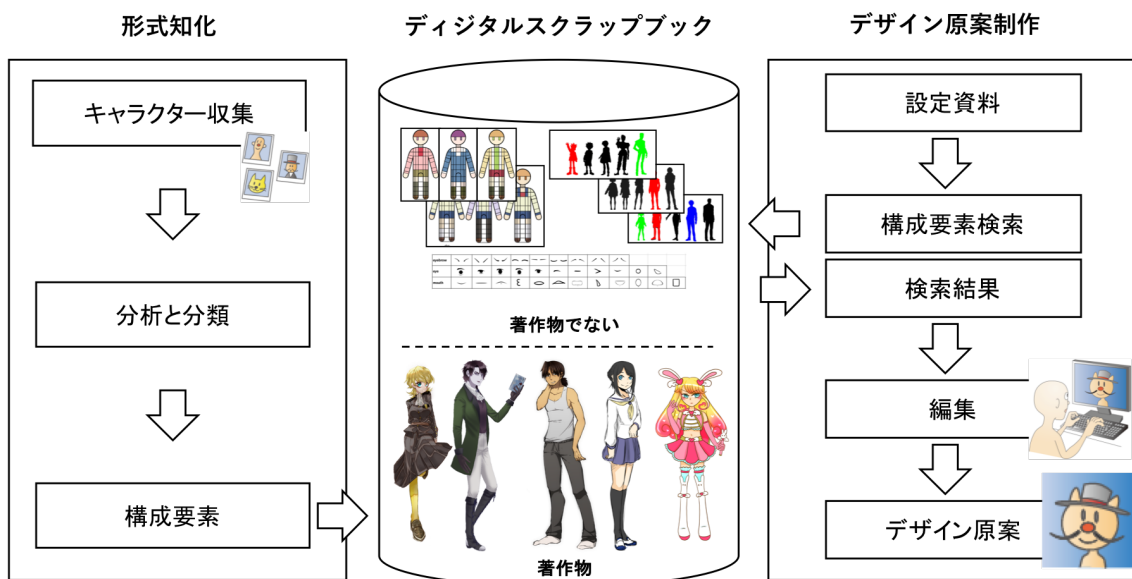 形式知化
キャラクター収集
分析と分類
構成要素
ディジタルスクラップブック
eyebrow
eye
mouth
著作物でない
著作物
デザイン原案制作
設定資料
構成要素検索
検索結果
編集
デザイン原案